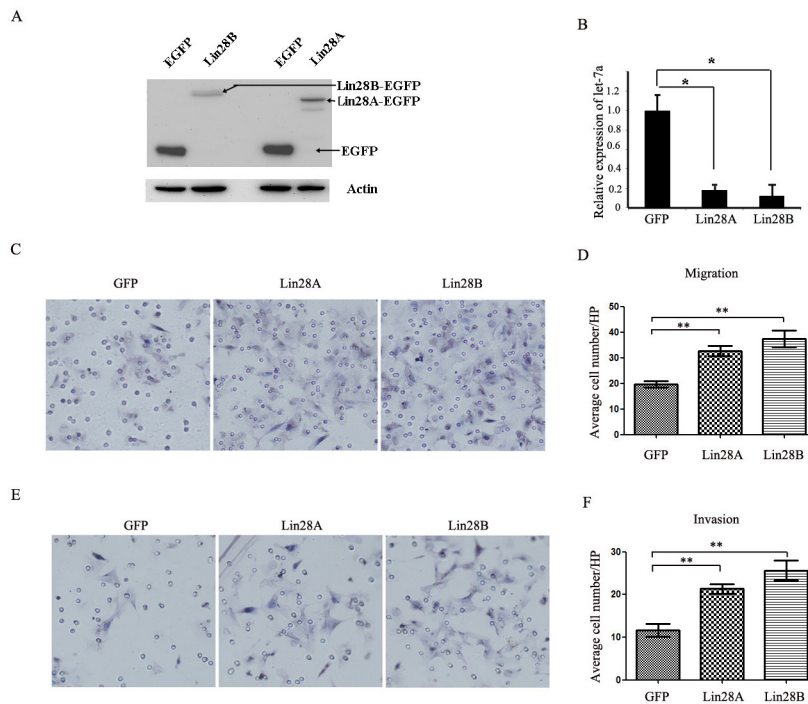 A
EGFP
Lin28B
EGFP
Lin28A
Lin28B-EGFP
Lin28A-EGFP
EGFP
Actin
B
Relative expression of let-7a
1.2
1.0
0.8
0.6
0.4
0.2
0
*
*
GFP Lin28A Lin28B
C
GFP Lin28A Lin28B
D
Migration
Average cell number/HP
50
40
30
20
10
0
**
**
GFP Lin28A Lin28B
E
GFP Lin28A Lin28B
F
Invasion
Average cell number/HP
30
20
10
0
**
**
GFP Lin28A Lin28B